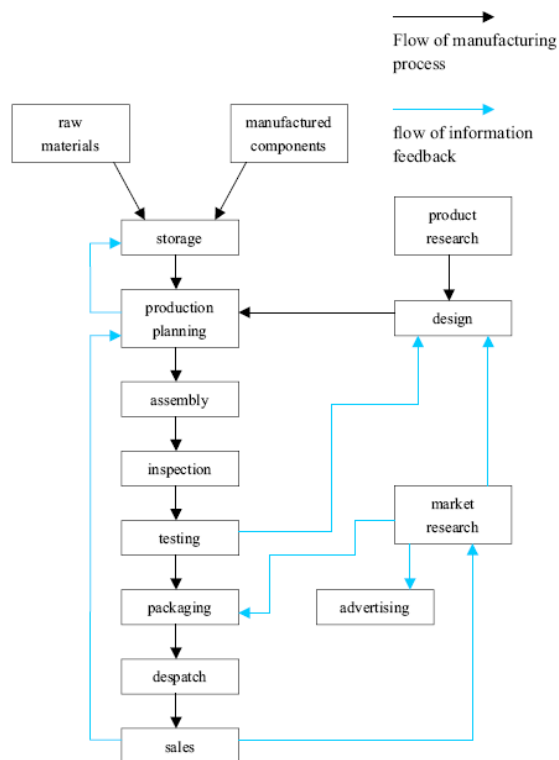 Flow of manufacturing
process
flow of information
feedback
raw
materials
manufactured
components
storage
product
research
production
planning
design
assembly
inspection
market
research
testing
packaging
advertising
despatch
sales